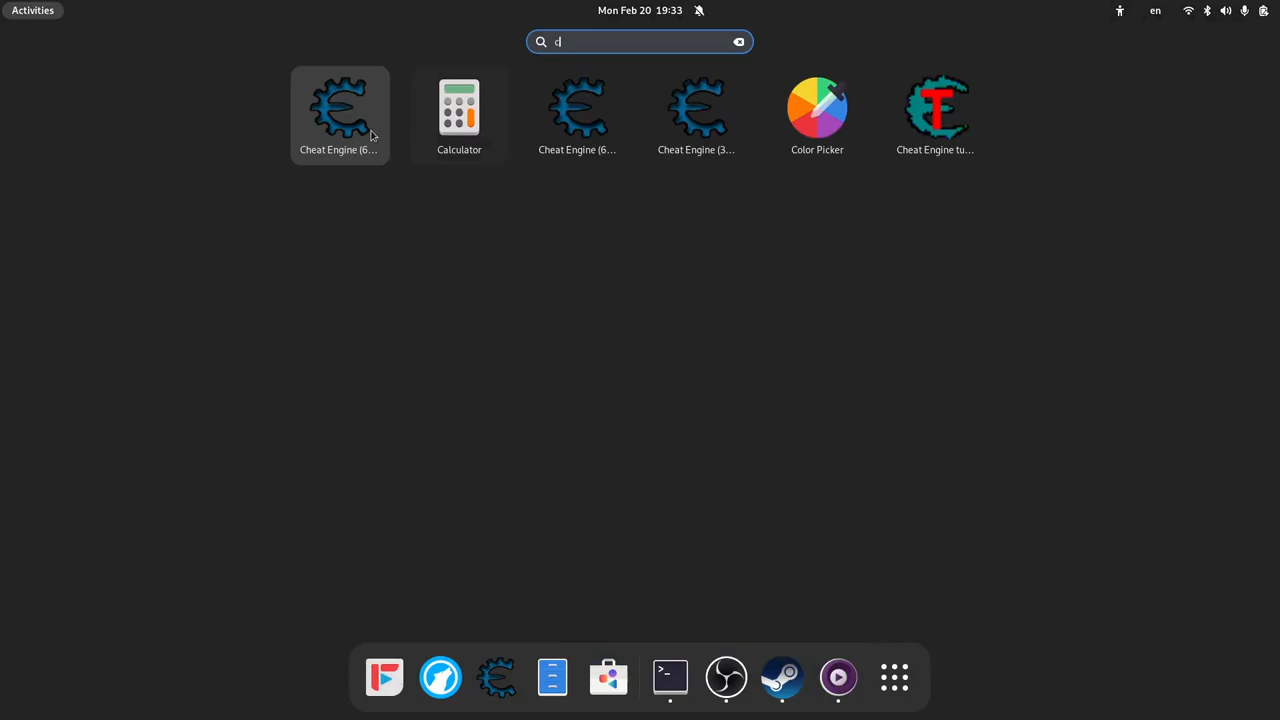 Activities
Mon Feb 20 19:33
en
c
Cheat Engine (6...
Calculator
Cheat Engine (6...
Cheat Engine (3...
Color Picker
Cheat Engine tu...